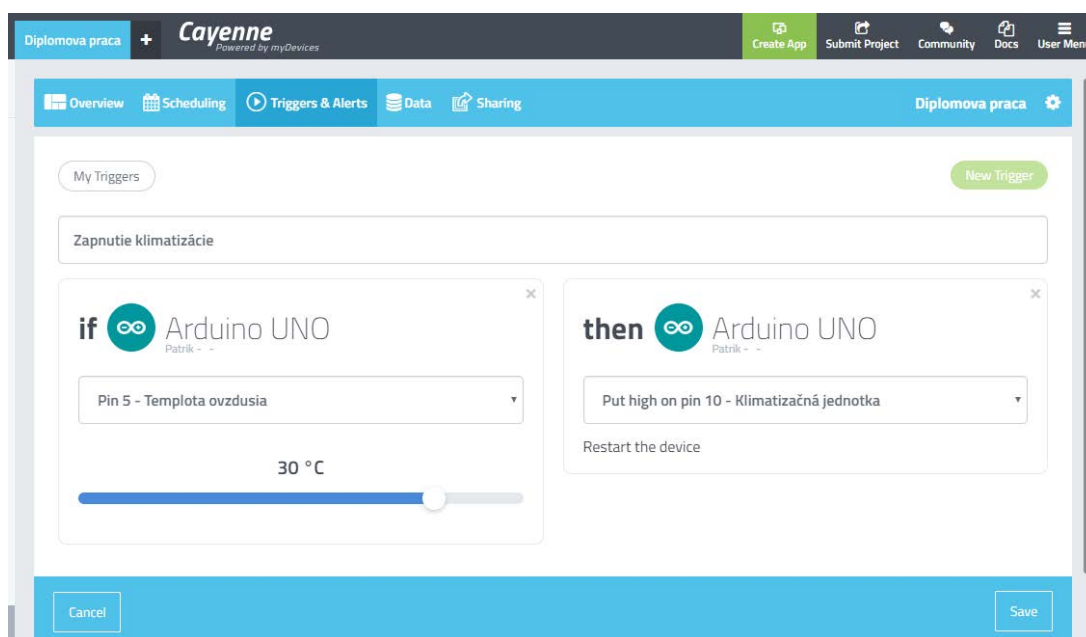 Diplomova praca + Cayenne Create App Submit Project Community Docs User Men
Powered by myDevices
Overview Scheduling Triggers & Alerts Data Sharing Diplomova praca
My Triggers New Trigger
Zapnutie klimatizácie
if Arduino UNO
Patrik - -
Pin 5 - Templota ovzdusia
30 °C
then Arduino UNO
Patrik - -
Put high on pin 10 - Klimatizačná jednotka
Restart the device
Cancel Save